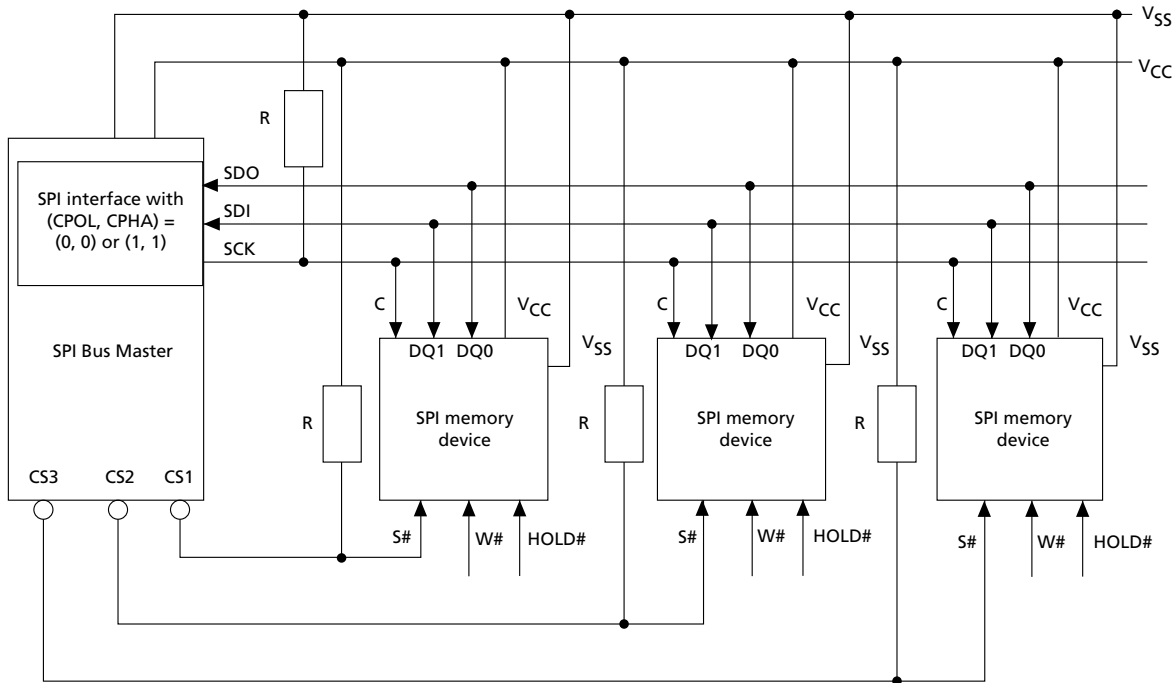 VSS
VCC
R
SDO
SPI interface with
(CPOL, CPHA) =
(0, 0) or (1, 1)
SDI
SCK
SPI Bus Master
CS3 CS2 CS1
C
VCC
DQ1 DQ0
VSS
SPI memory
device
R
S#
W#
HOLD#
C
VCC
DQ1 DQ0
VSS
SPI memory
device
R
S#
W#
HOLD#
C
VCC
DQ1 DQ0
VSS
SPI memory
device
R
S#
W#
HOLD#